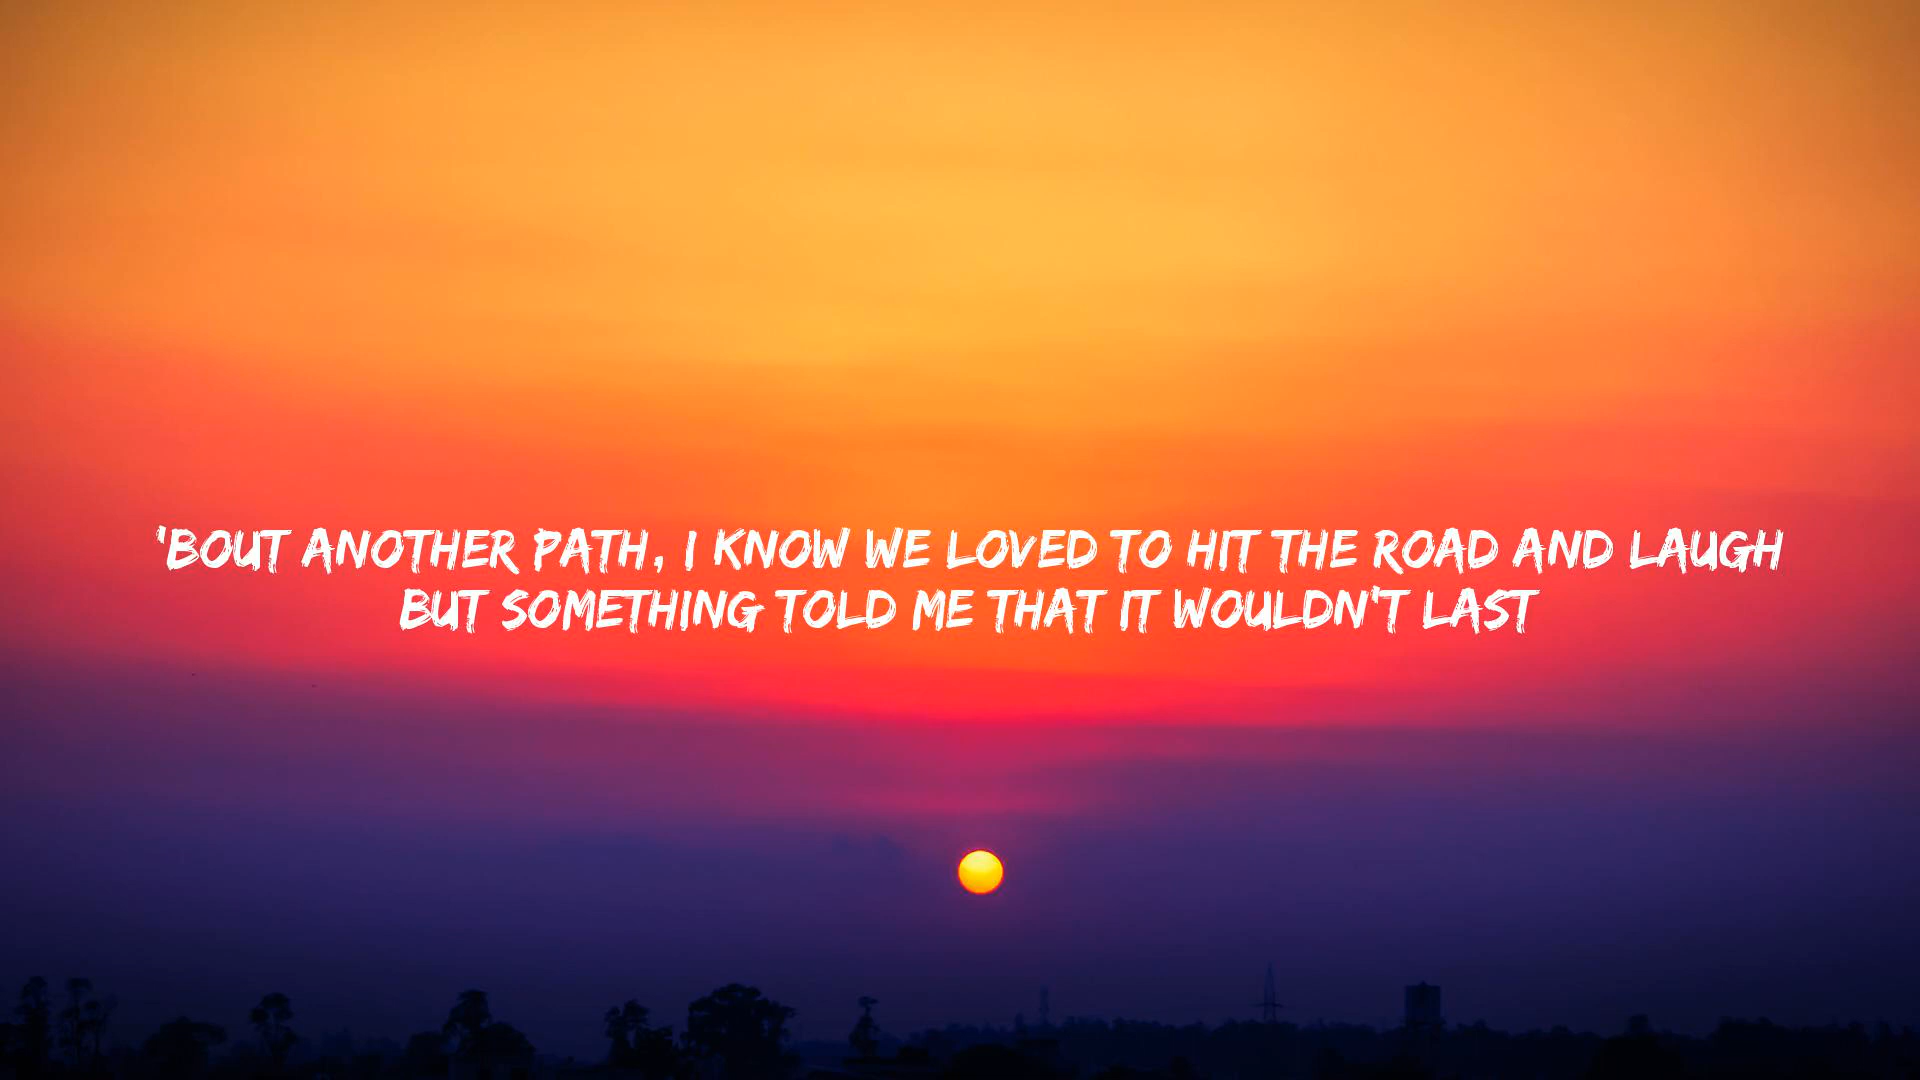 'BOUT ANOTHER PATH, I KNOW WE LOVED TO HIT THE ROAD AND LAUGH
BUT SOMETHING TOLD ME THAT IT WOULDN'T LAST